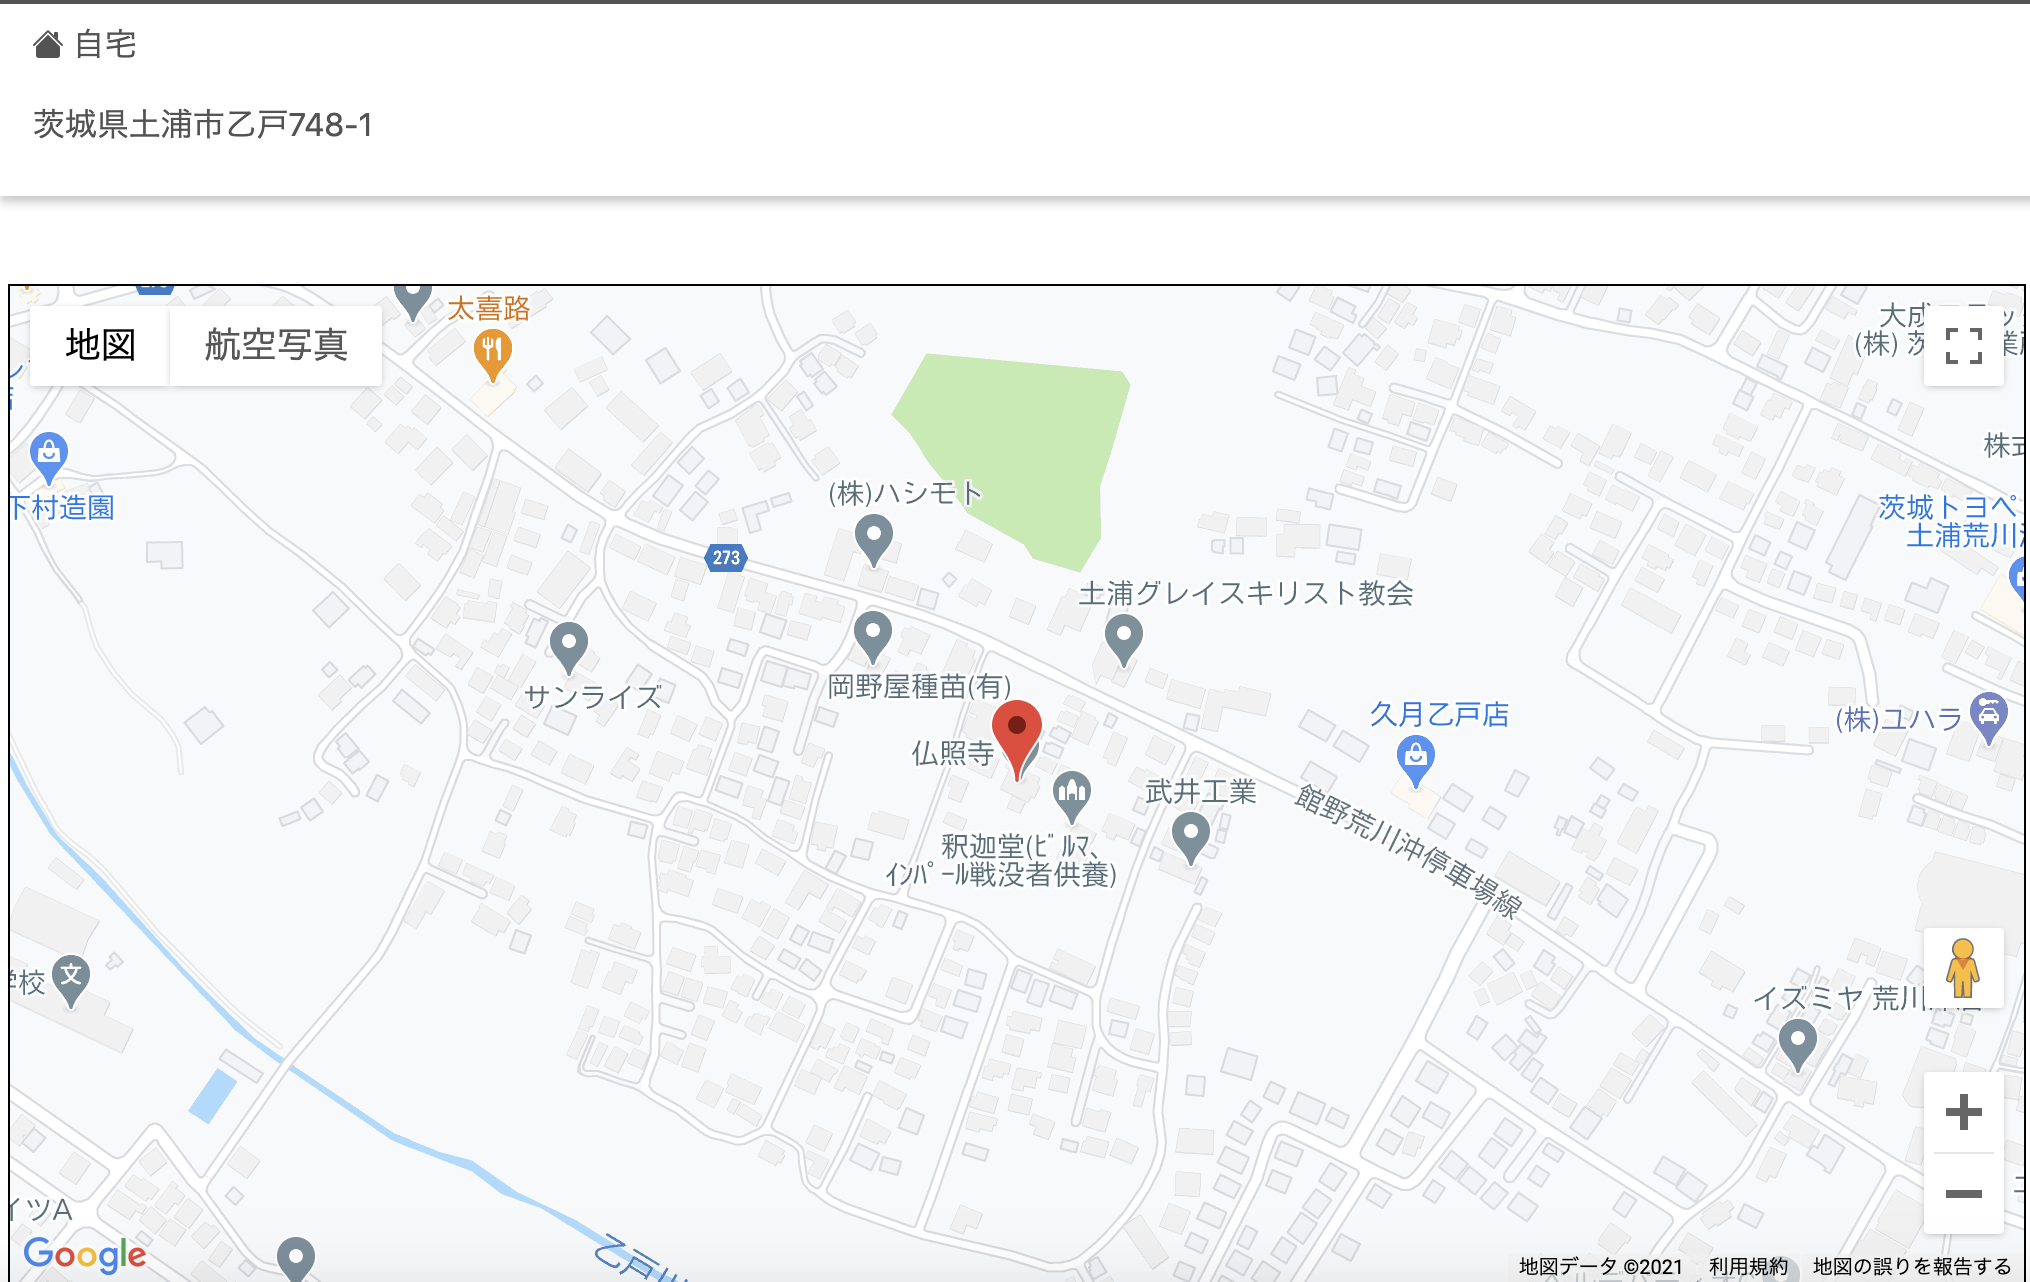 自宅
茨城県土浦市乙戸748-1
地図
航空写真
太喜路
大成
(株) 茨
下村造園
(株)ハシモト
株式
茨城トヨペ
土浦荒川
273
土浦グレイスキリスト教会
サンライズ
岡野屋種苗(有)
久月乙戸店
(株)ユハラ
仏照寺
武井工業
館野荒川沖停車場線
釈迦堂(ﾋﾞﾙﾏ、
ｲﾝﾊﾟｰﾙ戦没者供養)
学校
文
イズミヤ 荒川
イツA
乙戸川
Google
地図データ ©2021
利用規約
地図の誤りを報告する